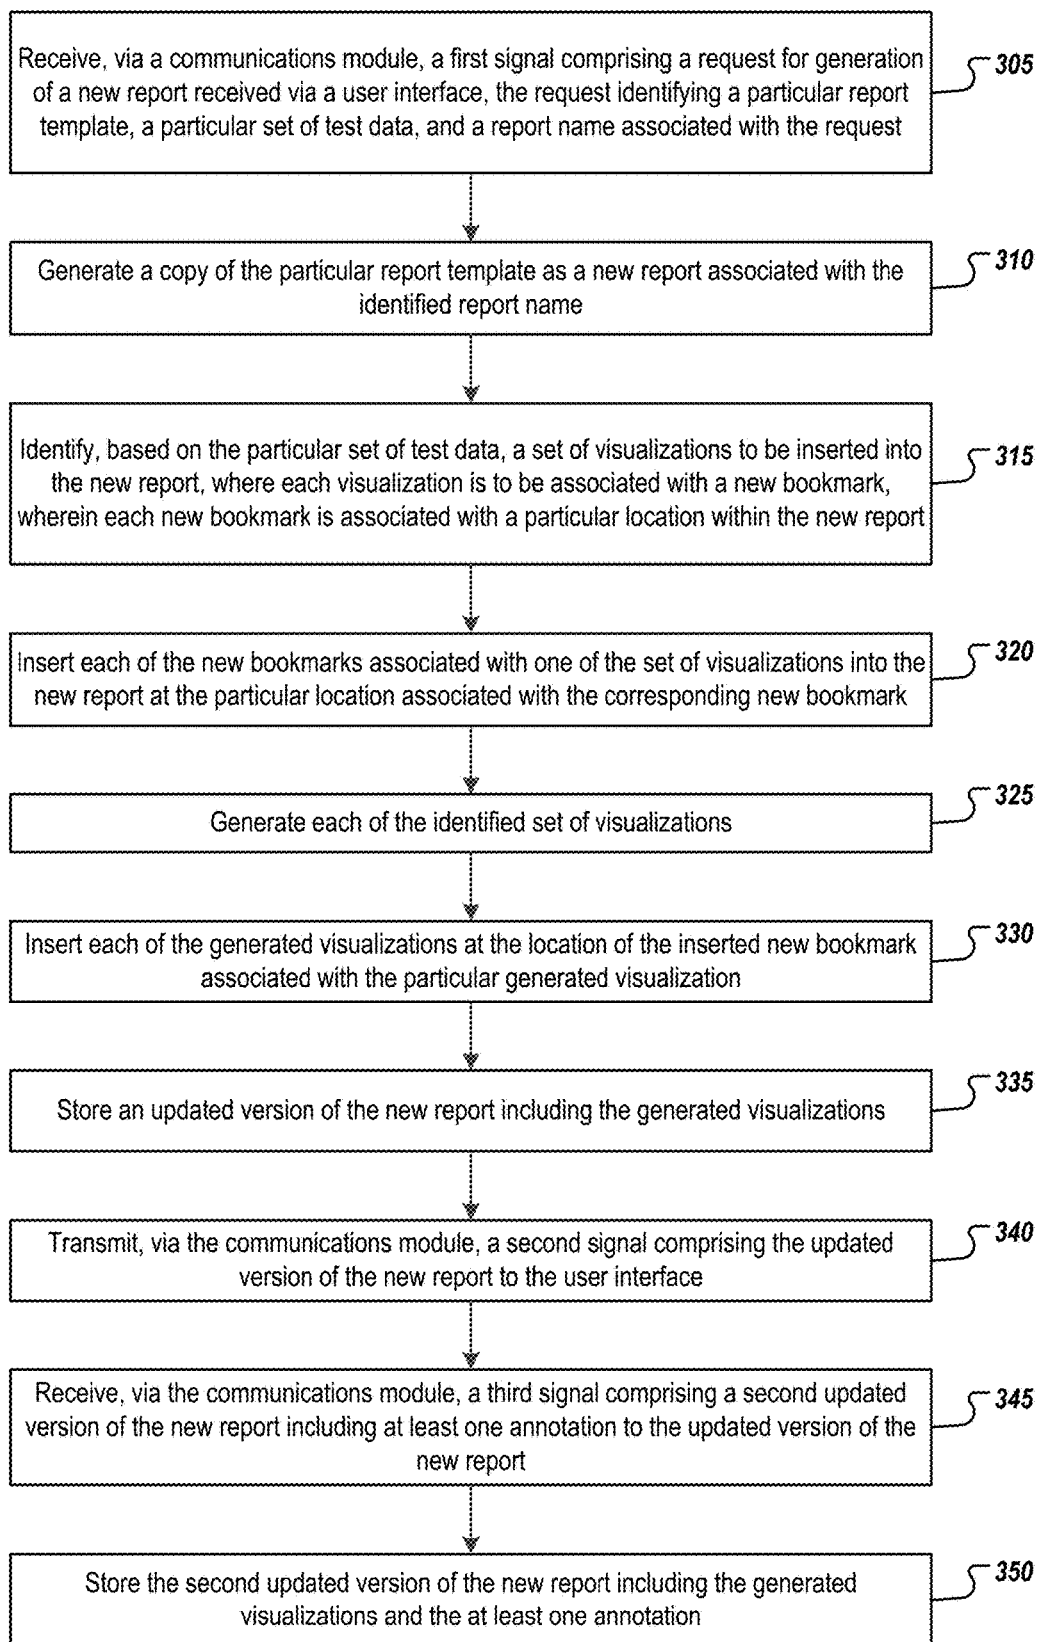 Receive, via a communications module, a first signal comprising a request for generation
of a new report received via a user interface, the request identifying a particular report
template, a particular set of test data, and a report name associated with the request
305
Generate a copy of the particular report template as a new report associated with the
identified report name
310
Identify, based on the particular set of test data, a set of visualizations to be inserted into
the new report, where each visualization is to be associated with a new bookmark,
wherein each new bookmark is associated with a particular location within the new report
315
Insert each of the new bookmarks associated with one of the set of visualizations into the
new report at the particular location associated with the corresponding new bookmark
320
Generate each of the identified set of visualizations
325
Insert each of the generated visualizations at the location of the inserted new bookmark
associated with the particular generated visualization
330
Store an updated version of the new report including the generated visualizations
335
Transmit, via the communications module, a second signal comprising the updated
version of the new report to the user interface
340
Receive, via the communications module, a third signal comprising a second updated
version of the new report including at least one annotation to the updated version of the
new report
345
Store the second updated version of the new report including the generated
visualizations and the at least one annotation
350